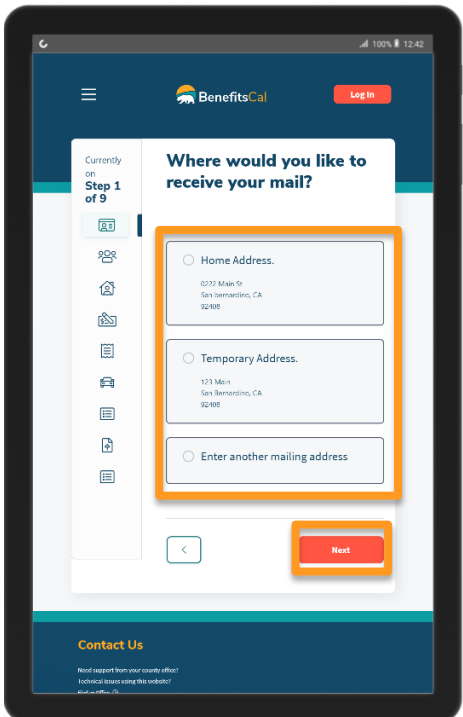 100% 12:42
BenefitsCal
Log In
Currently
on
Step 1
of 9
Where would you like to
receive your mail?
Home Address.
0222 Main St
San bernardino, CA
92408
Temporary Address.
123 Main
San Bernardino, CA
92408
Enter another mailing address
Next
Contact Us
Need support from your county office?
Technical issues using this website?